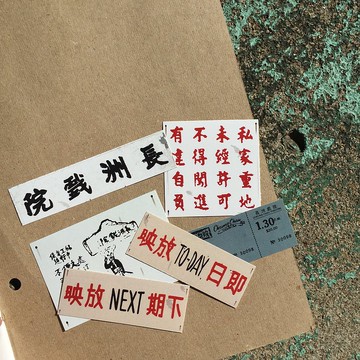 長洲戲院
私家重地
未經許可
不得闖進
有違自負
即日 TO-DAY. 放映
下期 NEXT 放映
1.30